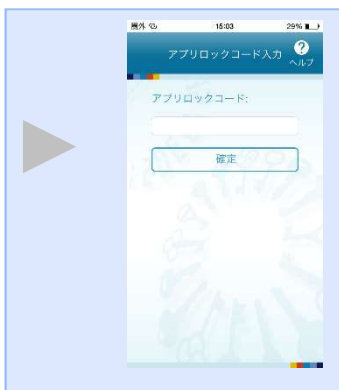 圏外 15:03 29%
アプリロックコード入力 ?
ヘルプ
アプリロックコード:
確定